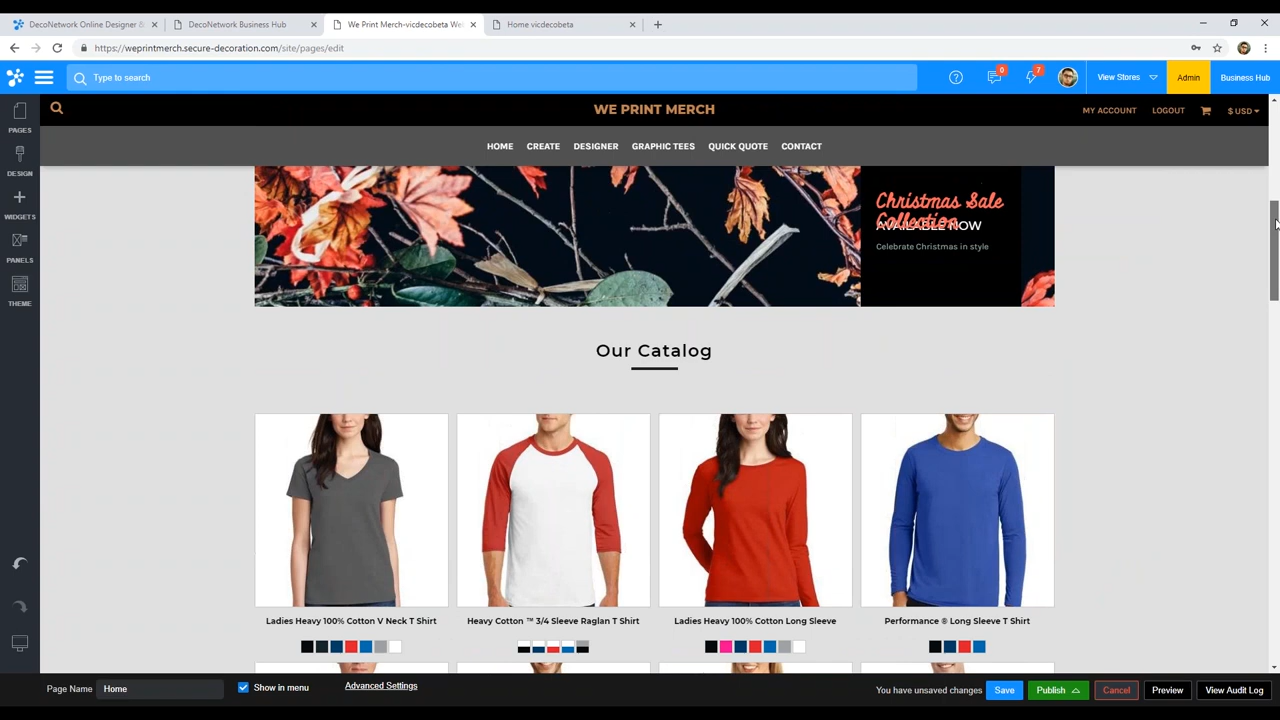 DecoNetwork Online Designer &
DecoNetwork Business Hub
We Print Merch-vicdecobeta We
Home vicdecobeta
https://weprintmerch.secure-decoration.com/site/pages/edit
Type to search
0
7
View Stores
Admin
Business Hub
PAGES
DESIGN
WIDGETS
PANELS
THEME
WE PRINT MERCH
MY ACCOUNT
LOGOUT
$ USD
HOME
CREATE
DESIGNER
GRAPHIC TEES
QUICK QUOTE
CONTACT
Christmas Sale
Collection
AVAILABLE NOW
Celebrate Christmas in style
Our Catalog
Ladies Heavy 100% Cotton V Neck T Shirt
Heavy Cotton ™ 3/4 Sleeve Raglan T Shirt
Ladies Heavy 100% Cotton Long Sleeve
Performance ® Long Sleeve T Shirt
Page Name
Home
Show in menu
Advanced Settings
You have unsaved changes
Save
Publish
Cancel
Preview
View Audit Log